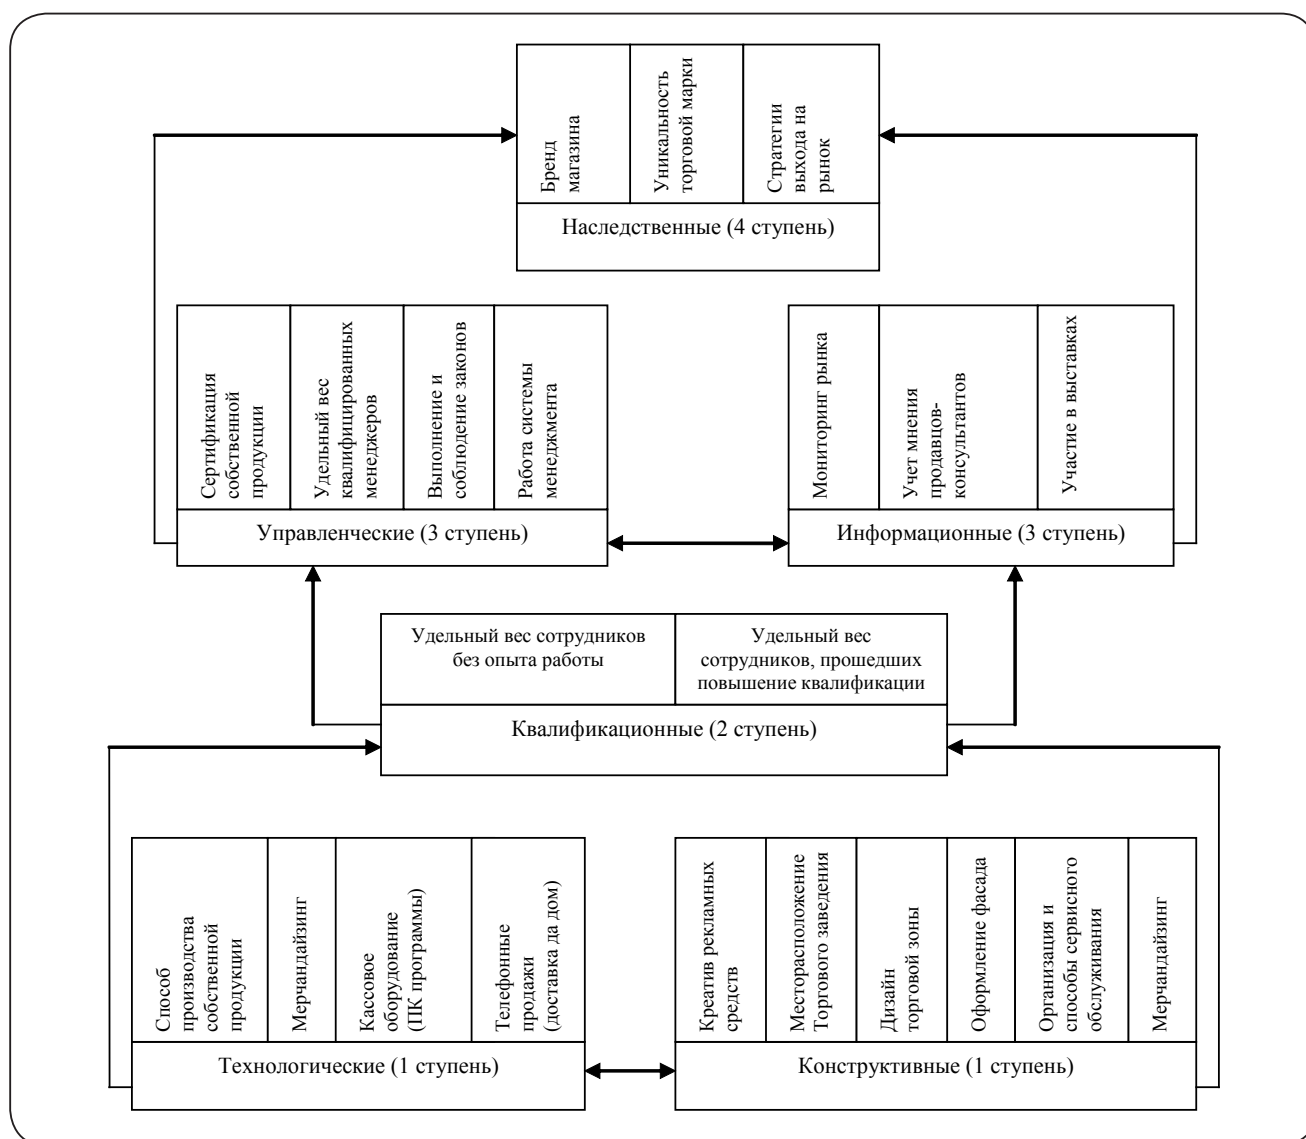 Бренд
магазина
Уникальность
торговой марки
Стратегии
выхода на
рынок
Наследственные (4 ступень)
Сертификация
собственной
продукции
Удельный вес
квалифицированных
менеджеров
Выполнение и
соблюдение законов
Работа системы
менеджмента
Управленческие (3 ступень)
Мониторинг рынка
Учет мнения
продавцов-
консультантов
Участие в выставках
Информационные (3 ступень)
Удельный вес сотрудников
без опыта работы
Удельный вес
сотрудников, прошедших
повышение квалификации
Квалификационные (2 ступень)
Способ
производства
собственной
продукции
Мерчандайзинг
Кассовое
оборудование
(ПК программы)
Телефонные
продажи
(доставка да дом)
Технологические (1 ступень)
Креатив рекламных
средств
Месторасположение
Торгового заведения
Дизайн
торговой зоны
Оформление фасада
Организация и
способы сервисного
обслуживания
Мерчандайзинг
Конструктивные (1 ступень)